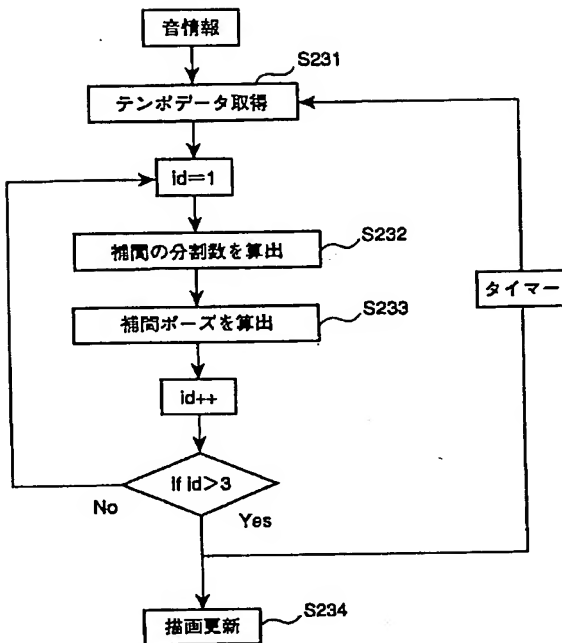 音情報
S231
テンポデータ取得
id＝1
S232
補間の分割数を算出
タイマー
S233
補間ポーズを算出
id++
if id＞3
No
Yes
S234
描画更新